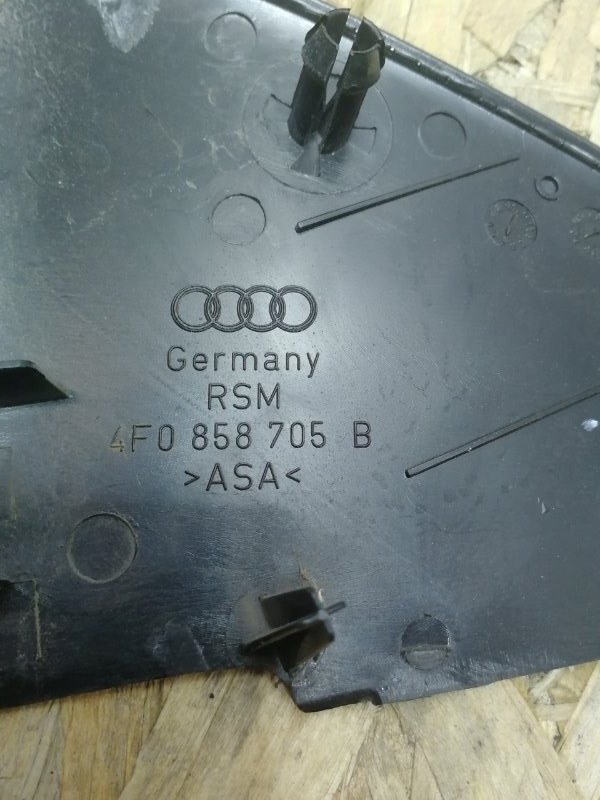 Germany
RSM
4F0 858 705 B
>ASA<